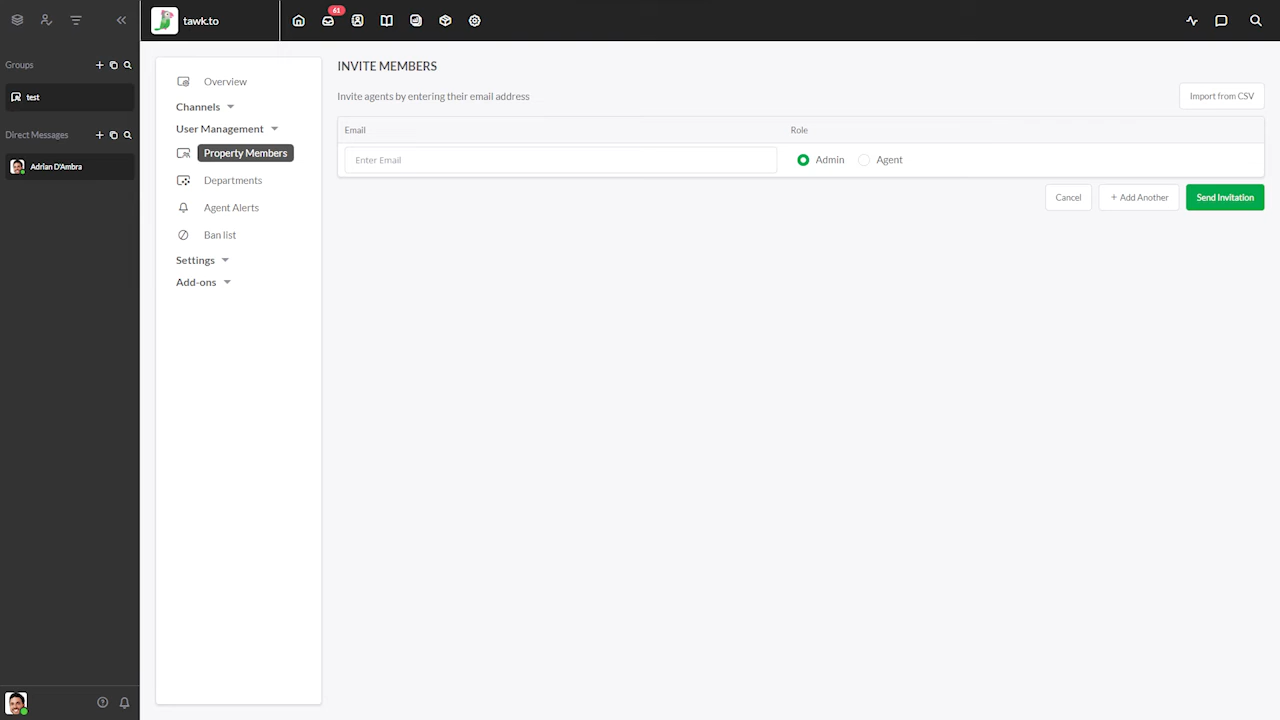 tawk.to
61
Groups
test
Direct Messages
Adrian D'Ambra
Overview
Channels
User Management
Property Members
Departments
Agent Alerts
Ban list
Settings
Add-ons
INVITE MEMBERS
Invite agents by entering their email address
Import from CSV
Email
Role
Enter Email
Admin
Agent
Cancel
+ Add Another
Send Invitation